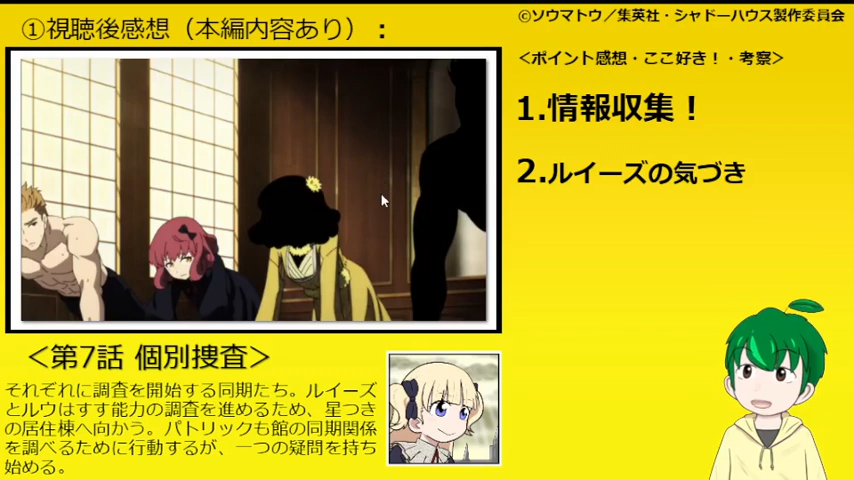 ①視聴後感想（本編内容あり）：
©ソウマトウ／集英社・シャドーハウス製作委員会
＜ポイント感想・ここ好き！・考察＞
1.情報収集！
2.ルイーズの気づき
＜第7話 個別捜査＞
それぞれに調査を開始する同期たち。ルイーズ
とルウはすす能力の調査を進めるため、星つき
の居住棟へ向かう。パトリックも館の同期関係
を調べるために行動するが、一つの疑問を持ち
始める。